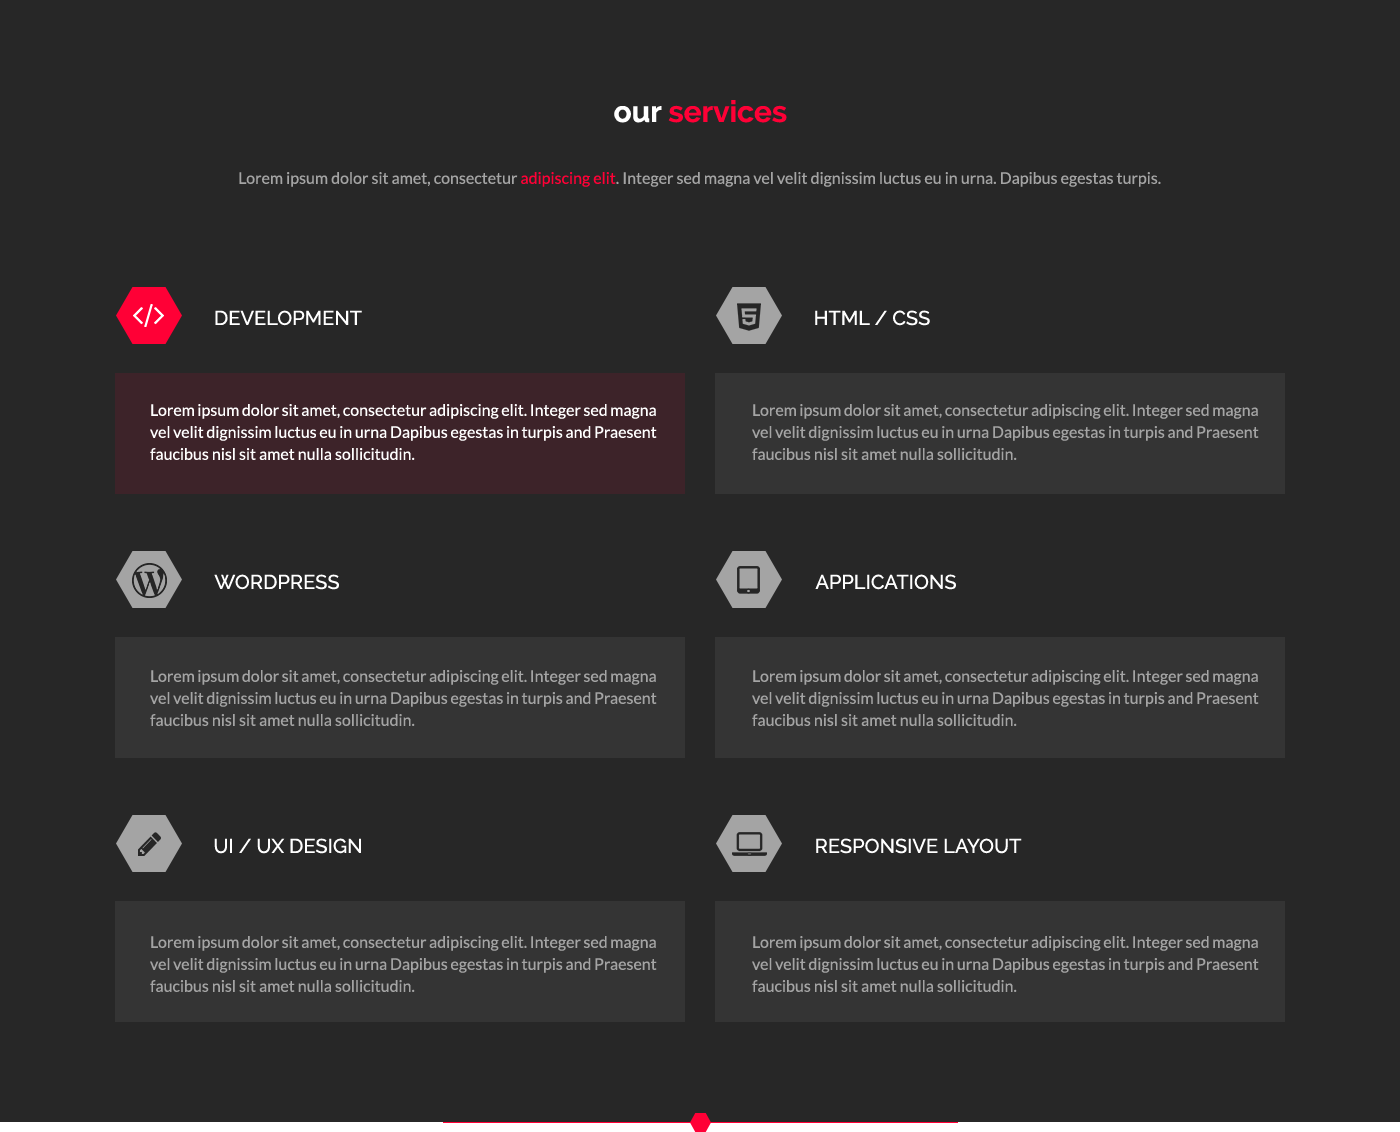 our services
Lorem ipsum dolor sit amet, consectetur adipiscing elit. Integer sed magna vel velit dignissim luctus eu in urna. Dapibus egestas turpis.
DEVELOPMENT
Lorem ipsum dolor sit amet, consectetur adipiscing elit. Integer sed magna
vel velit dignissim luctus eu in urna Dapibus egestas in turpis and Praesent
faucibus nisl sit amet nulla sollicitudin.
HTML / CSS
Lorem ipsum dolor sit amet, consectetur adipiscing elit. Integer sed magna
vel velit dignissim luctus eu in urna Dapibus egestas in turpis and Praesent
faucibus nisl sit amet nulla sollicitudin.
WORDPRESS
Lorem ipsum dolor sit amet, consectetur adipiscing elit. Integer sed magna
vel velit dignissim luctus eu in urna Dapibus egestas in turpis and Praesent
faucibus nisl sit amet nulla sollicitudin.
APPLICATIONS
Lorem ipsum dolor sit amet, consectetur adipiscing elit. Integer sed magna
vel velit dignissim luctus eu in urna Dapibus egestas in turpis and Praesent
faucibus nisl sit amet nulla sollicitudin.
UI / UX DESIGN
Lorem ipsum dolor sit amet, consectetur adipiscing elit. Integer sed magna
vel velit dignissim luctus eu in urna Dapibus egestas in turpis and Praesent
faucibus nisl sit amet nulla sollicitudin.
RESPONSIVE LAYOUT
Lorem ipsum dolor sit amet, consectetur adipiscing elit. Integer sed magna
vel velit dignissim luctus eu in urna Dapibus egestas in turpis and Praesent
faucibus nisl sit amet nulla sollicitudin.